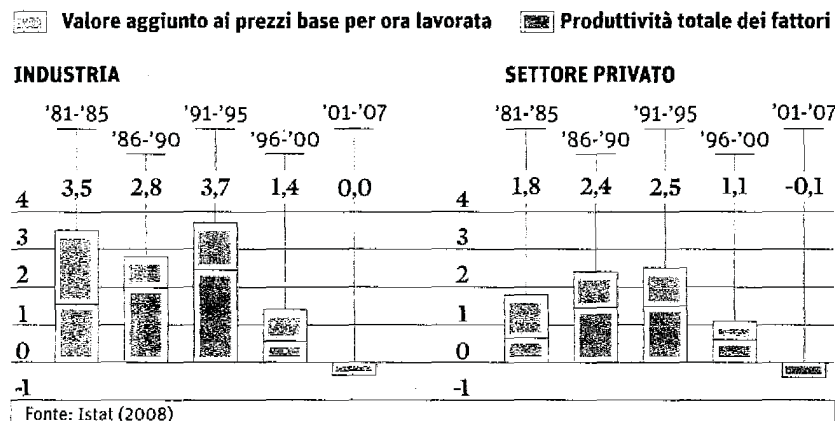 Valore aggiunto ai prezzi base per ora lavorata Produttività totale dei fattori
INDUSTRIA SETTORE PRIVATO
'81-'85 '91-'95 '01-'07 '81-'85 '91-'95 '01-'07
'86-'90 '96-'00 '86-'90 '96-'00
3,5 2,8 3,7 1,4 0,0 1,8 2,4 2,5 1,1 -0,1
4 4
3 3
2 2
1 1
0 0
-1 -1
Fonte: Istat (2008)